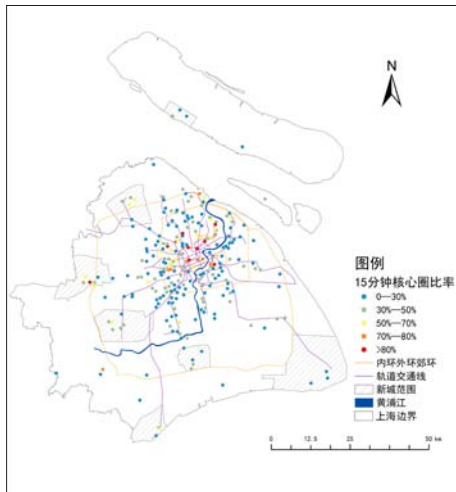 N
图例
15分钟核心圈比率
0—30%
30%—50%
50%—70%
70%—80%
>80%
内环外环郊环
轨道交通线
新城范围
黄浦江
上海边界
0 12.5 25 50 km